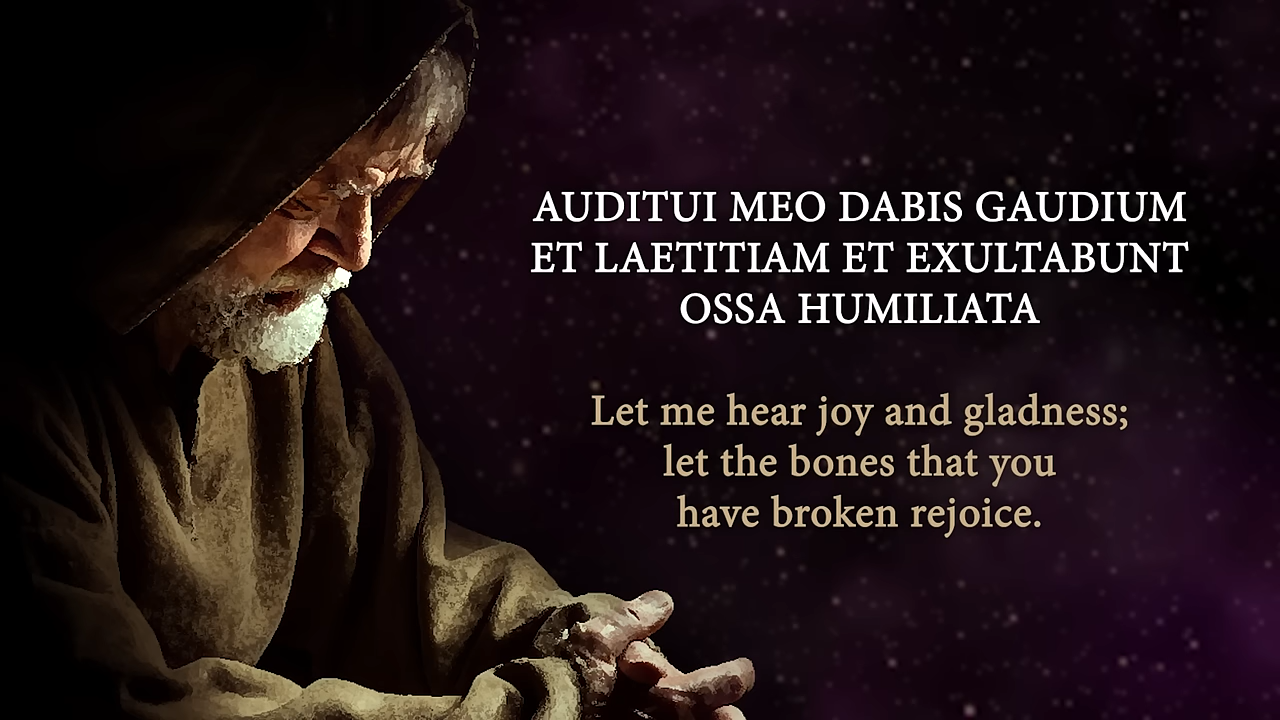 AUDITUI MEO DABIS GAUDIUM
ET LAETITIAM ET EXULTABUNT
OSSA HUMILIATA
Let me hear joy and gladness;
let the bones that you
have broken rejoice.